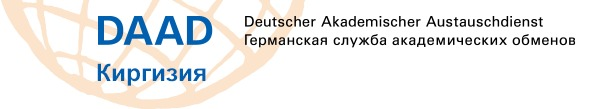 DAAD
Deutscher Akademischer Austauschdienst
Германская служба академических обменов
Киргизия